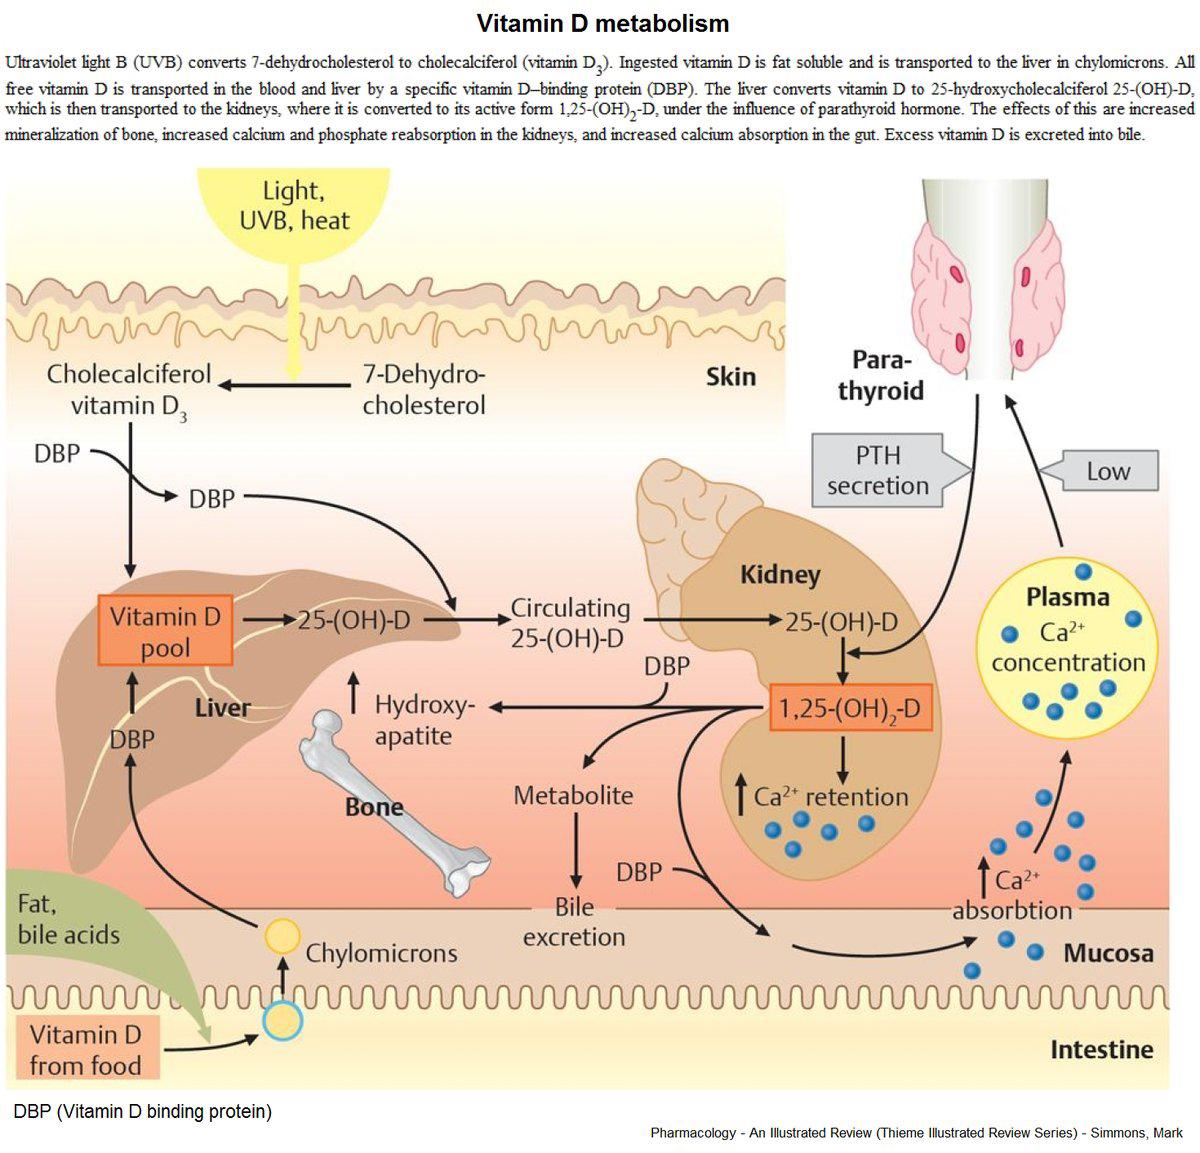 Vitamin D metabolism
Ultraviolet light B (UVB) converts 7-dehydrocholesterol to cholecalciferol (vitamin D₃). Ingested vitamin D is fat soluble and is transported to the liver in chylomicrons. All
free vitamin D is transported in the blood and liver by a specific vitamin D–binding protein (DBP). The liver converts vitamin D to 25-hydroxycholecalciferol 25-(OH)-D,
which is then transported to the kidneys, where it is converted to its active form 1,25-(OH)₂-D, under the influence of parathyroid hormone. The effects of this are increased
mineralization of bone, increased calcium and phosphate reabsorption in the kidneys, and increased calcium absorption in the gut. Excess vitamin D is excreted into bile.
Light,
UVB, heat
Cholecalciferol
vitamin D₃
7-Dehydro-
cholesterol
Skin
Para-
thyroid
DBP
DBP
PTH
secretion
Low
Vitamin D
pool
25-(OH)-D
Circulating
25-(OH)-D
Kidney
25-(OH)-D
Plasma
Ca²⁺
concentration
DBP
Liver
DBP
Hydroxy-
apatite
1,25-(OH)₂-D
Bone
Metabolite
Ca²⁺ retention
DBP
Ca²⁺
absorbtion
Fat,
bile acids
Bile
excretion
Chylomicrons
Mucosa
Vitamin D
from food
Intestine
DBP (Vitamin D binding protein)
Pharmacology - An Illustrated Review (Thieme Illustrated Review Series) - Simmons, Mark